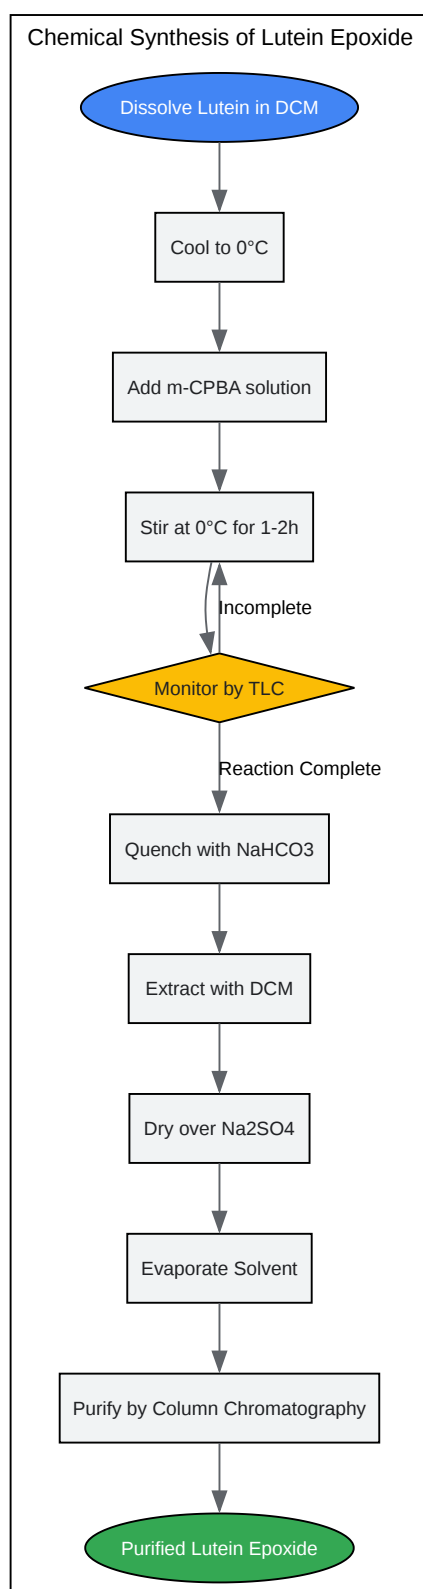 Chemical Synthesis of Lutein Epoxide
Dissolve Lutein in DCM
Cool to 0°C
Add m-CPBA solution
Stir at 0°C for 1-2h
Incomplete
Monitor by TLC
Reaction Complete
Quench with NaHCO3
Extract with DCM
Dry over Na2SO4
Evaporate Solvent
Purify by Column Chromatography
Purified Lutein Epoxide